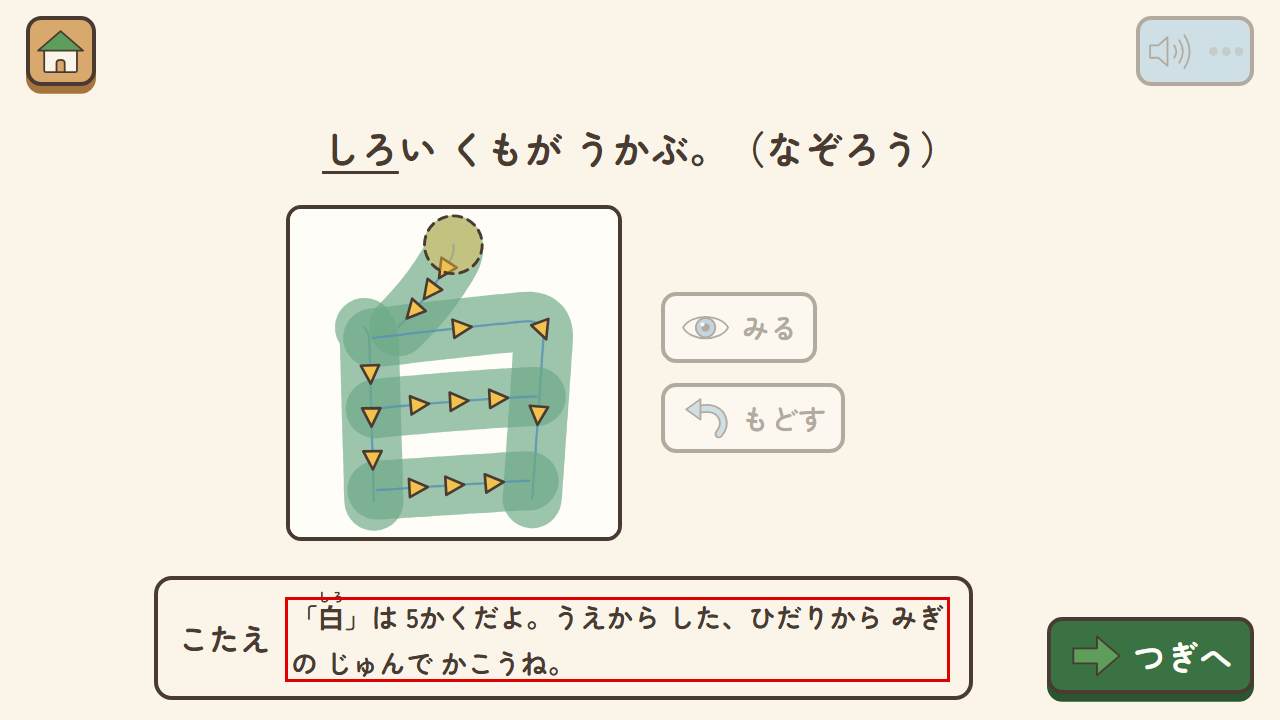 しろい くもが うかぶ。（なぞろう）
みる
もどす
こたえ
しろ
「白」は 5かくだよ。うえから した、ひだりから みぎ
の じゅんで かこうね。
つぎへ